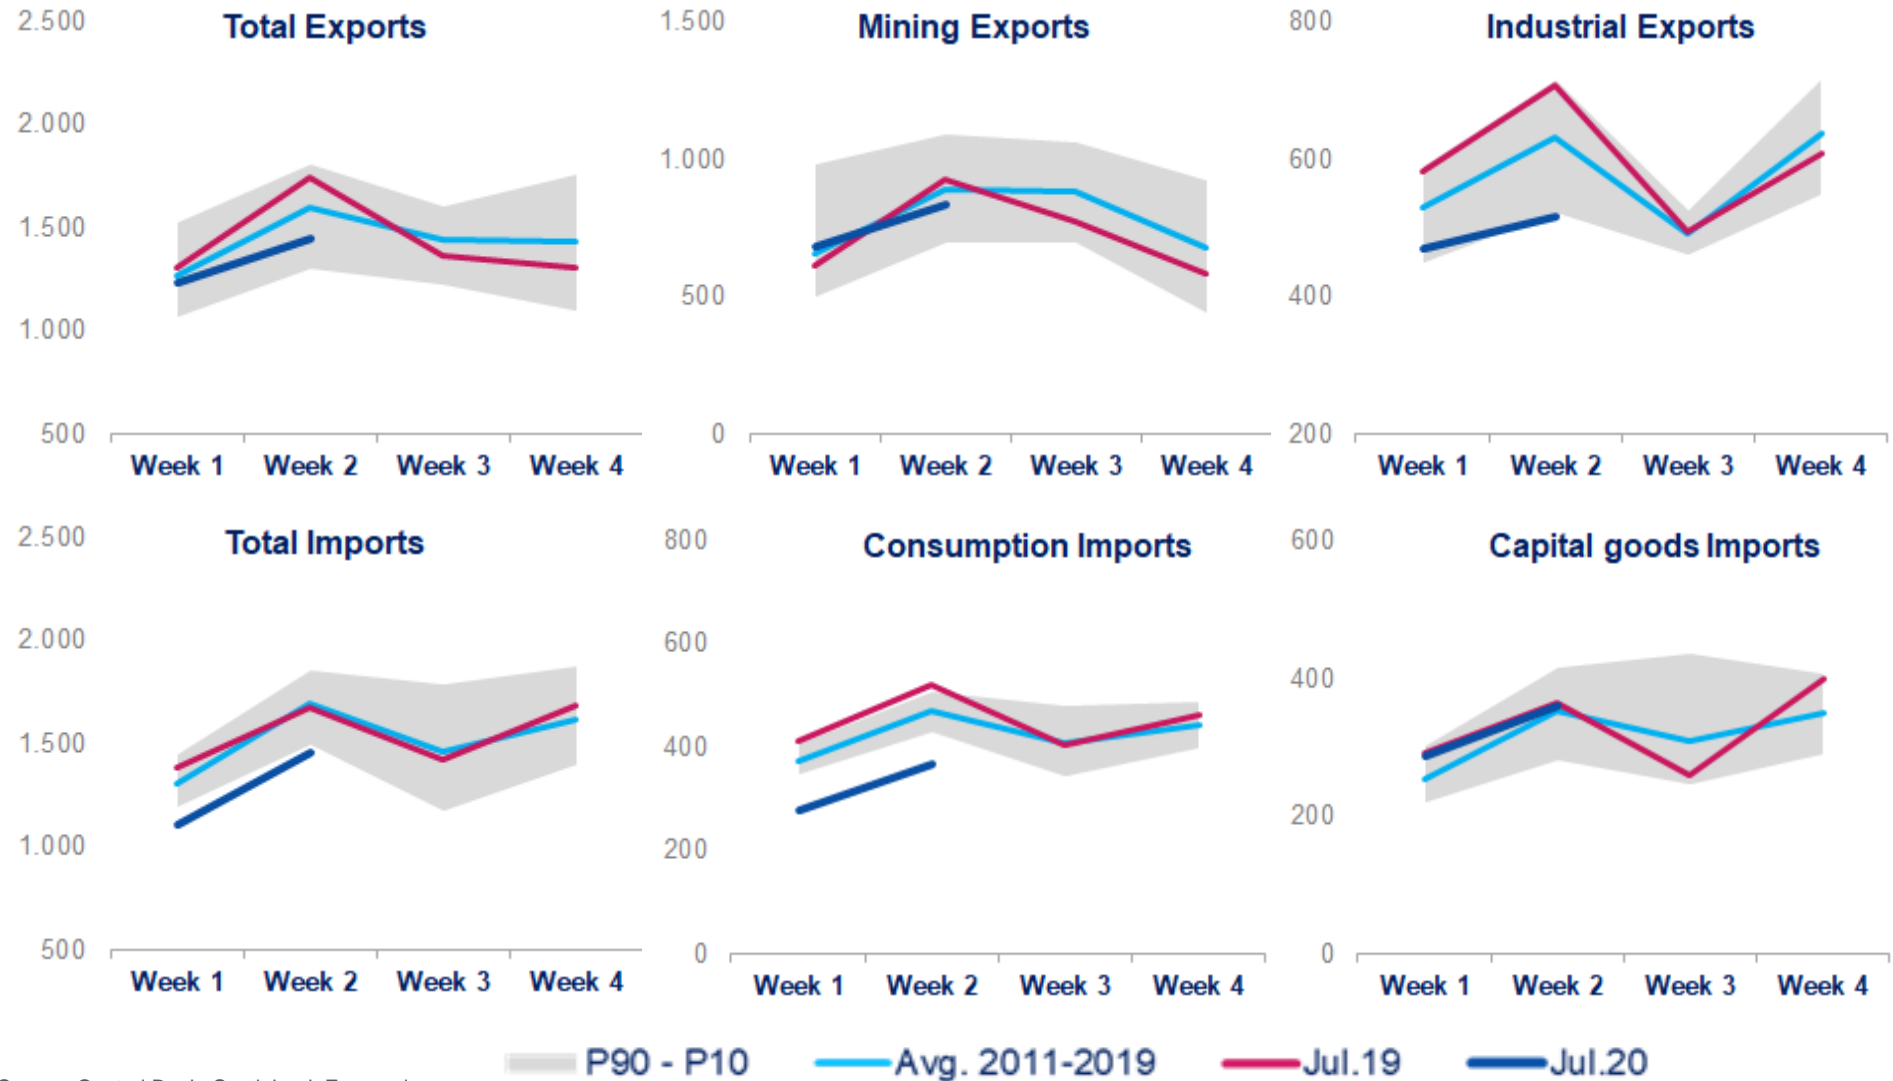 Total Exports
2.500
2.000
1.500
1.000
500
Week 1 Week 2 Week 3 Week 4
Mining Exports
1.500
1.000
500
0
Week 1 Week 2 Week 3 Week 4
Industrial Exports
800
600
400
200
Week 1 Week 2 Week 3 Week 4
Total Imports
2.500
2.000
1.500
1.000
500
Week 1 Week 2 Week 3 Week 4
Consumption Imports
800
600
400
200
0
Week 1 Week 2 Week 3 Week 4
Capital goods Imports
600
400
200
0
Week 1 Week 2 Week 3 Week 4
P90 - P10 Avg. 2011-2019 Jul.19 Jul.20